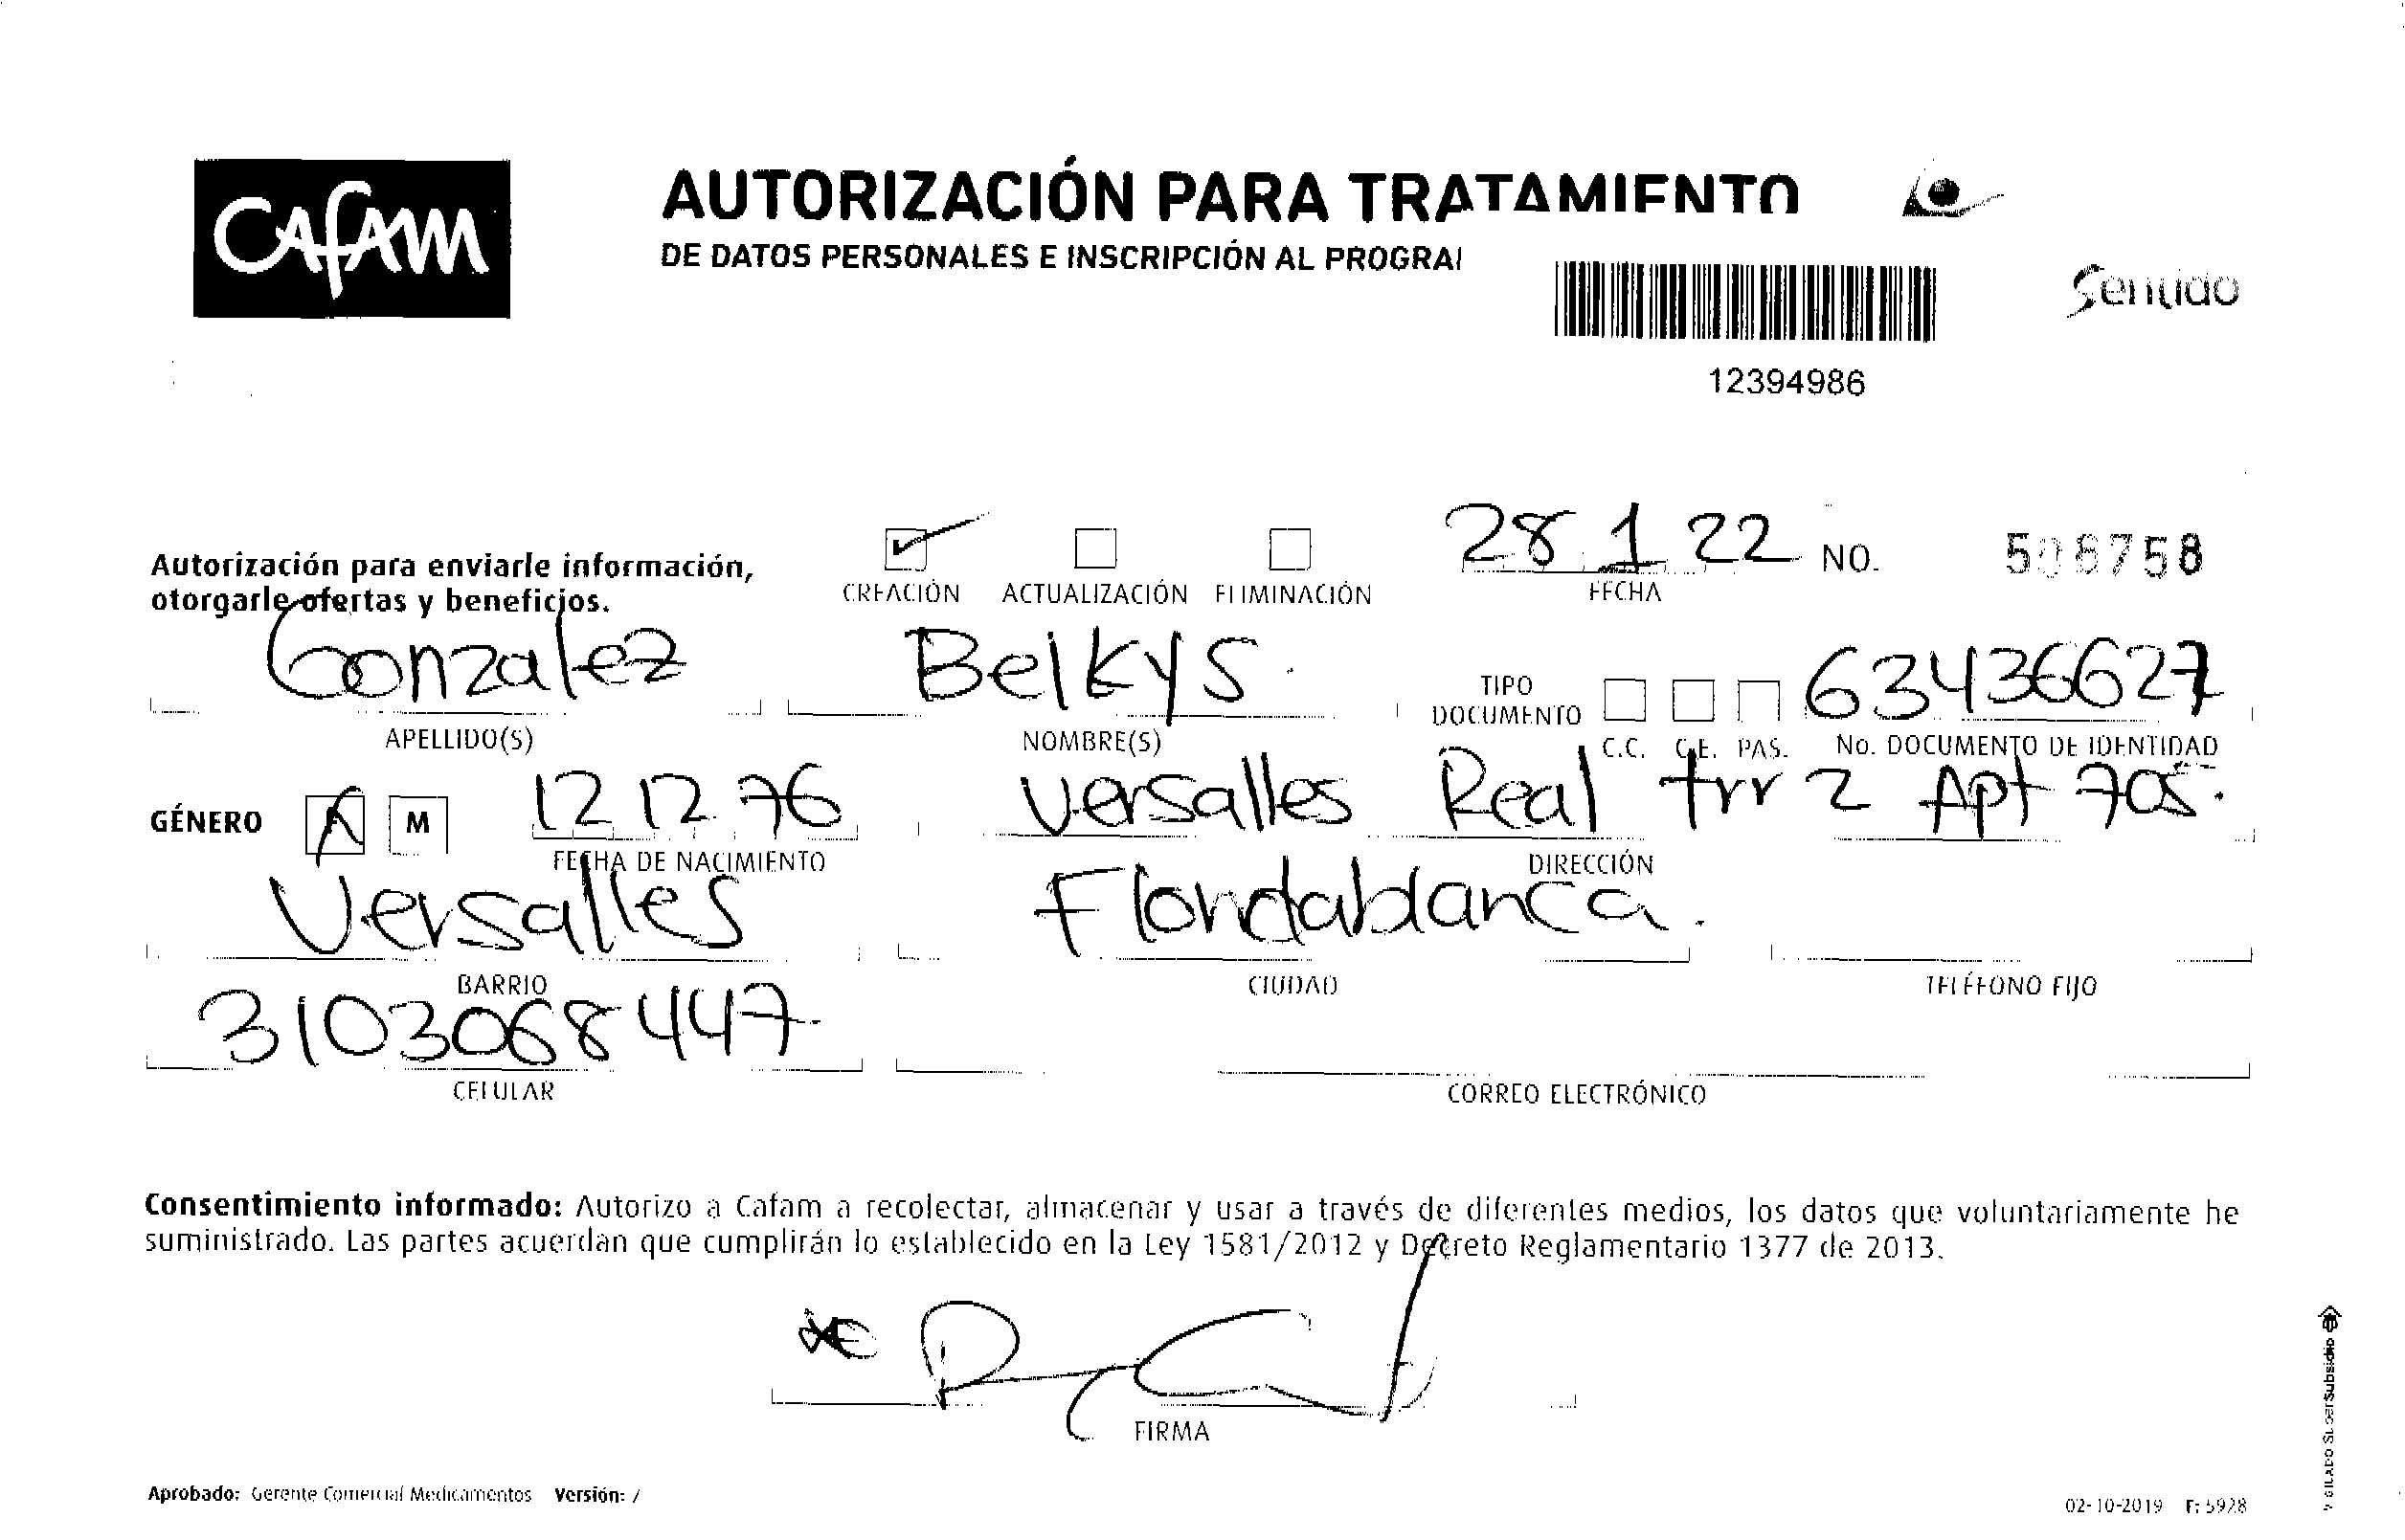 Cafam
AUTORIZACIÓN PARA TRATAMIENTO
DE DATOS PERSONALES E INSCRIPCIÓN AL PROGRA
Sentido
12394986
Autorización para enviarle información,
otorgarle ofertas y beneficios.
CREACIÓN ACTUALIZACIÓN ELIMINACIÓN
28 1 22
FECHA
NO. 508758
Gonzalez Belkys. 63436627
APELLIDO(S) NOMBRE(S) TIPO DOCUMENTO C.C. C.E. PAS. No. DOCUMENTO DE IDENTIDAD
GÉNERO M 12 12 76 Versalles Real trr 2 Apt 705.
FECHA DE NACIMIENTO DIRECCIÓN
Versalles Floridablanca.
BARRIO CIUDAD TELÉFONO FIJO
3103068447
CELULAR CORREO ELECTRÓNICO
Consentimiento informado: Autorizo a Cafam a recolectar, almacenar y usar a través de diferentes medios, los datos que voluntariamente he
suministrado. Las partes acuerdan que cumplirán lo establecido en la Ley 1581/2012 y Decreto Reglamentario 1377 de 2013.
FIRMA
Aprobado: Gerente Comercial Medicamentos Versión: /
02-10-2019 F: 5928
VIGILADO SuperSubsidio